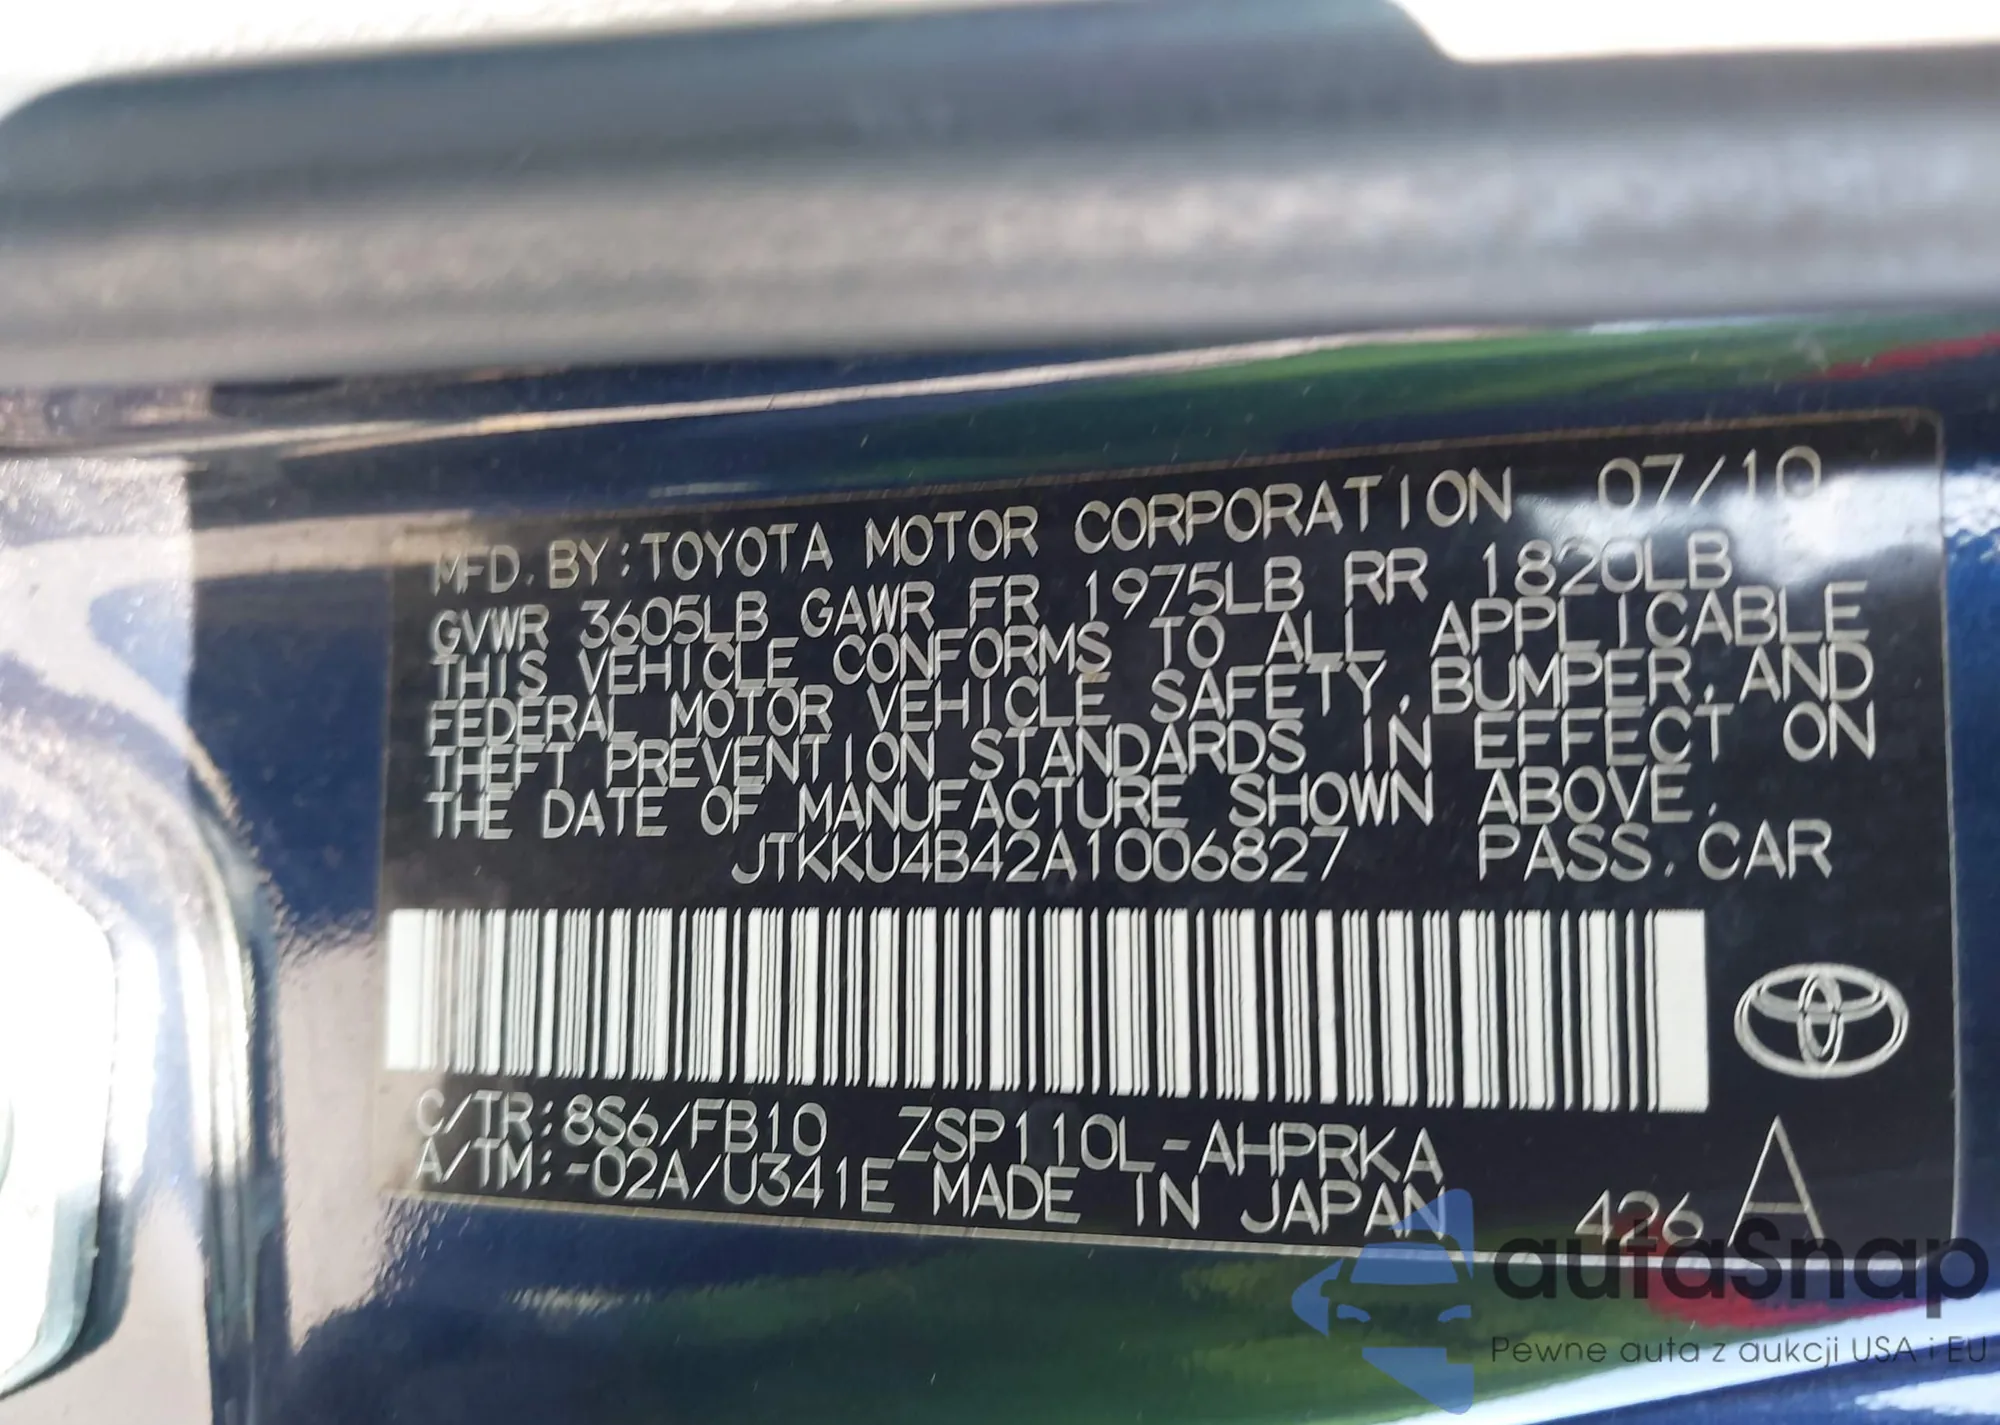 MFD. BY: TOYOTA MOTOR CORPORATION 07/10
GVWR 3605LB GAWR FR 1975LB RR 1820LB
THIS VEHICLE CONFORMS TO ALL APPLICABLE
FEDERAL MOTOR VEHICLE SAFETY, BUMPER, AND
THEFT PREVENTION STANDARDS IN EFFECT ON
THE DATE OF MANUFACTURE SHOWN ABOVE.
JTKKU4B42A1006827 PASS. CAR
C/TR: 8S6/FB10 ZSP110L-AHPRKA
A/TM: -02A/U341E MADE IN JAPAN 426 A
autaSnap
Pewne auta z aukcji USA i EU